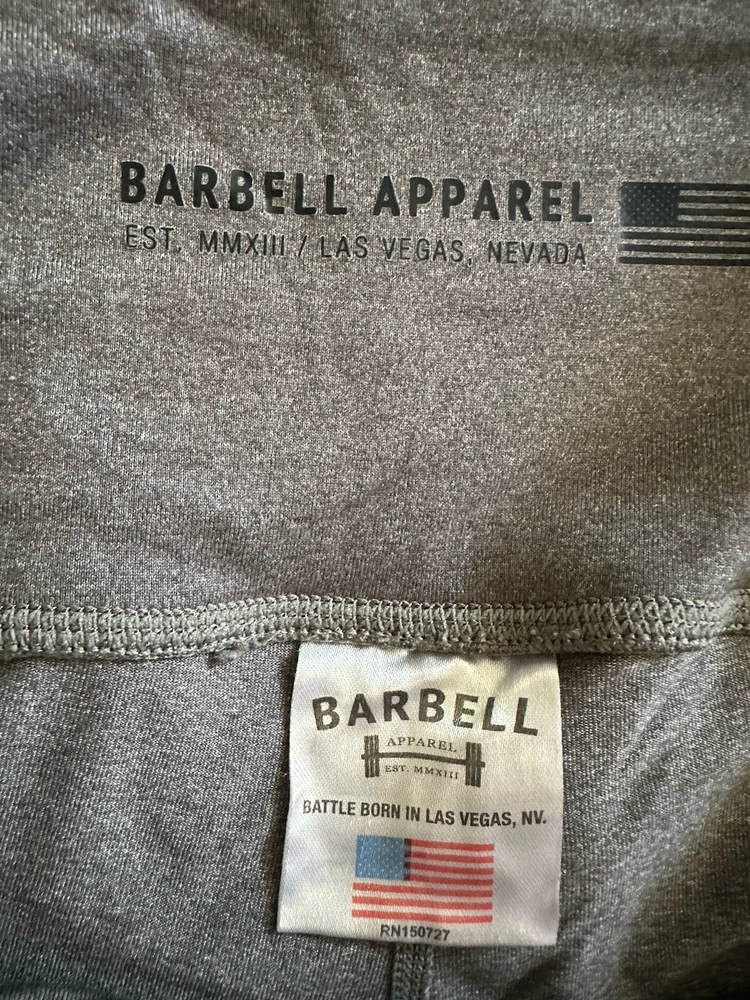 BARBELL APPAREL
EST. MMXIII / LAS VEGAS, NEVADA
BARBELL
APPAREL
EST. MMXIII
BATTLE BORN IN LAS VEGAS, NV.
RN150727